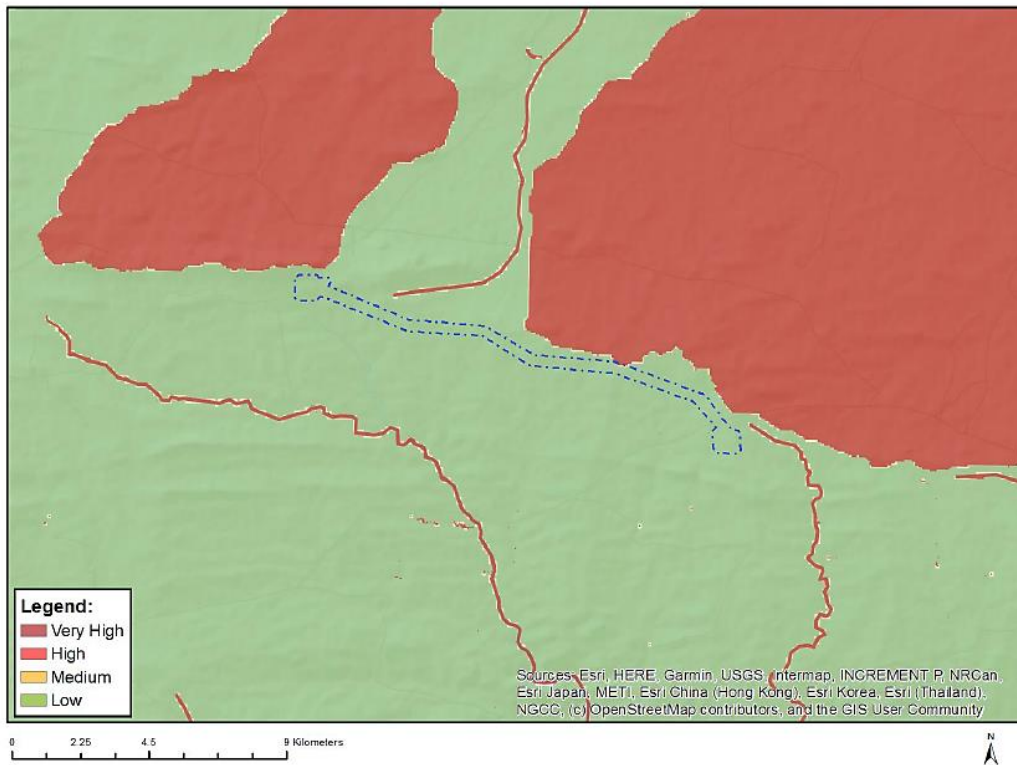 Legend:
Very High
High
Medium
Low
Sources: Esri, HERE, Garmin, USGS, Intermap, INCREMENT P, NRCan,
Esri Japan, METI, Esri China (Hong Kong), Esri Korea, Esri (Thailand),
NGCC, (c) OpenStreetMap contributors, and the GIS User Community
0 2.25 4.5 9 Kilometers
N